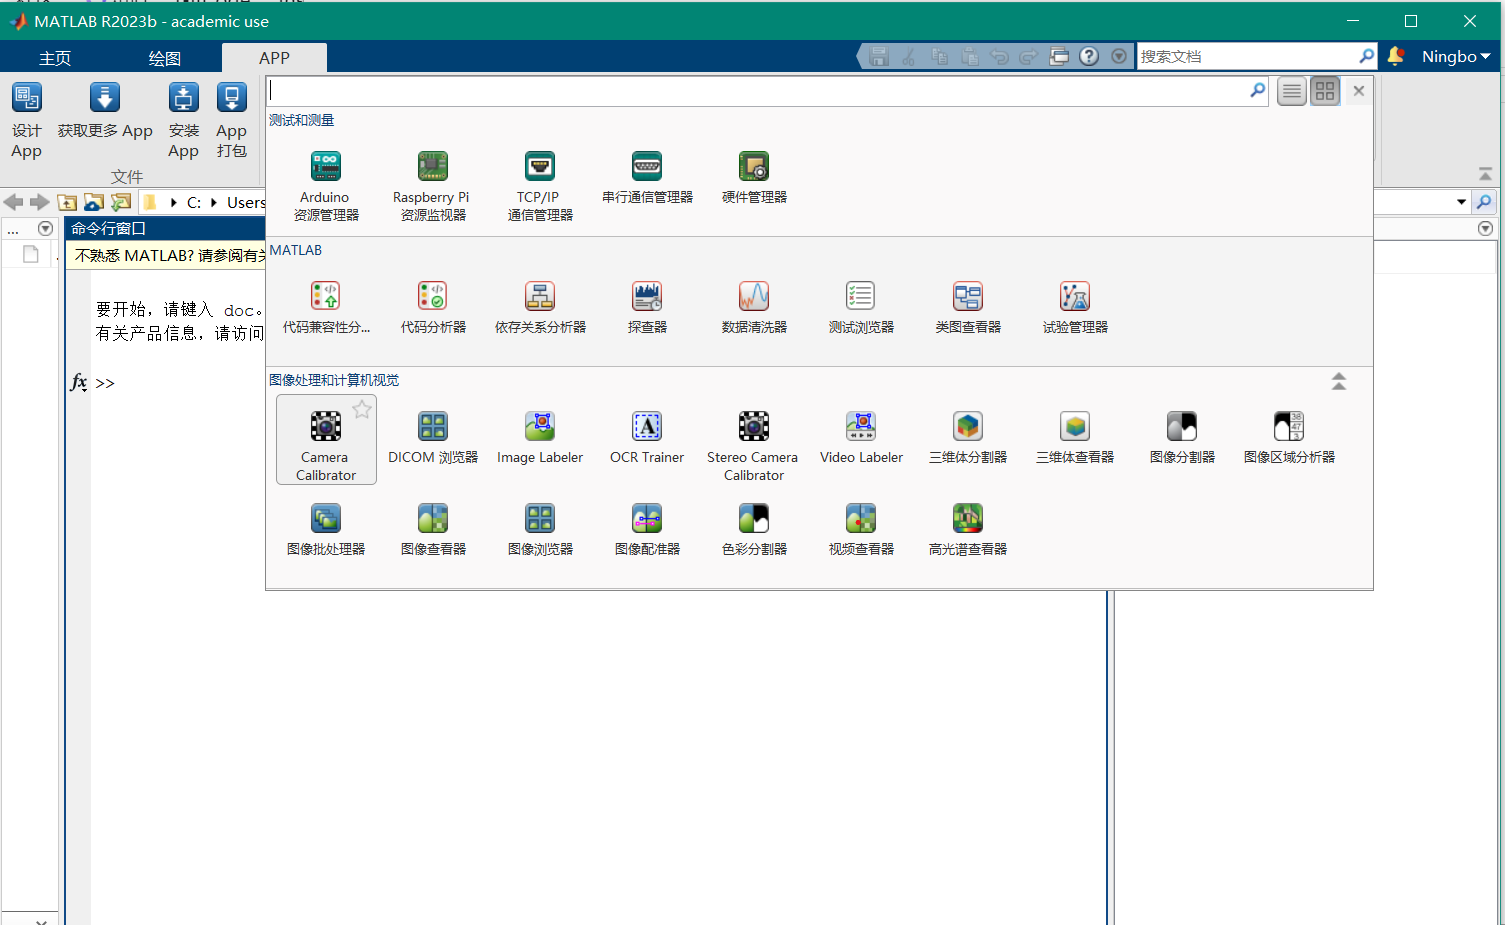 MATLAB R2023b - academic use
主页 绘图 APP
搜索文档
Ningbo
设计 App
获取更多 App
安装 App
App 打包
文件
C: Users
...
命令行窗口
不熟悉 MATLAB? 请参阅有
要开始，请键入 doc。
有关产品信息，请访问
fx >>
测试和测量
Arduino 资源管理器
Raspberry Pi 资源监视器
TCP/IP 通信管理器
串行通信管理器
硬件管理器
MATLAB
代码兼容性分...
代码分析器
依存关系分析器
探查器
数据清洗器
测试浏览器
类图查看器
试验管理器
图像处理和计算机视觉
Camera Calibrator
DICOM 浏览器
Image Labeler
OCR Trainer
Stereo Camera Calibrator
Video Labeler
三维体分割器
三维体查看器
图像分割器
图像区域分析器
图像批处理器
图像查看器
图像浏览器
图像配准器
色彩分割器
视频查看器
高光谱查看器